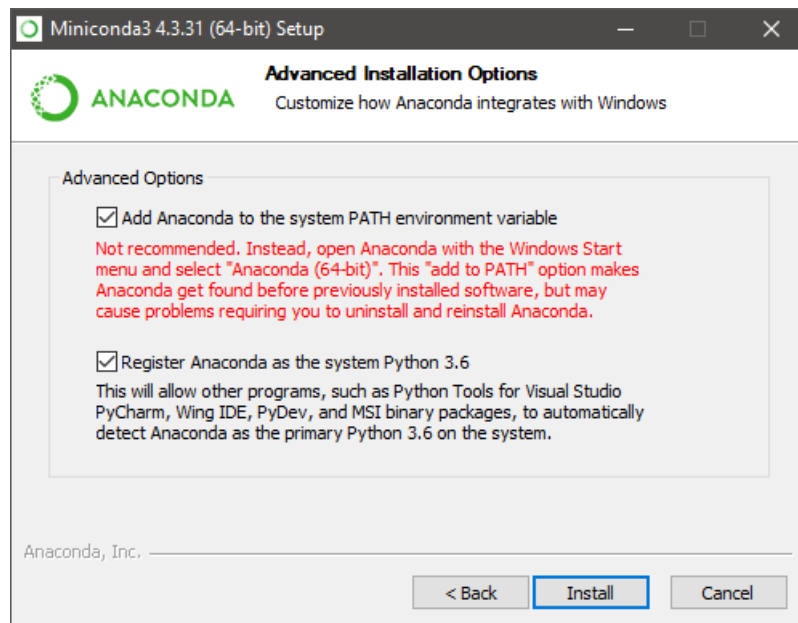 Miniconda3 4.3.31 (64-bit) Setup
ANACONDA
Advanced Installation Options
Customize how Anaconda integrates with Windows
Advanced Options
Add Anaconda to the system PATH environment variable
Not recommended. Instead, open Anaconda with the Windows Start
menu and select "Anaconda (64-bit)". This "add to PATH" option makes
Anaconda get found before previously installed software, but may
cause problems requiring you to uninstall and reinstall Anaconda.
Register Anaconda as the system Python 3.6
This will allow other programs, such as Python Tools for Visual Studio
PyCharm, Wing IDE, PyDev, and MSI binary packages, to automatically
detect Anaconda as the primary Python 3.6 on the system.
Anaconda, Inc.
< Back
Install
Cancel